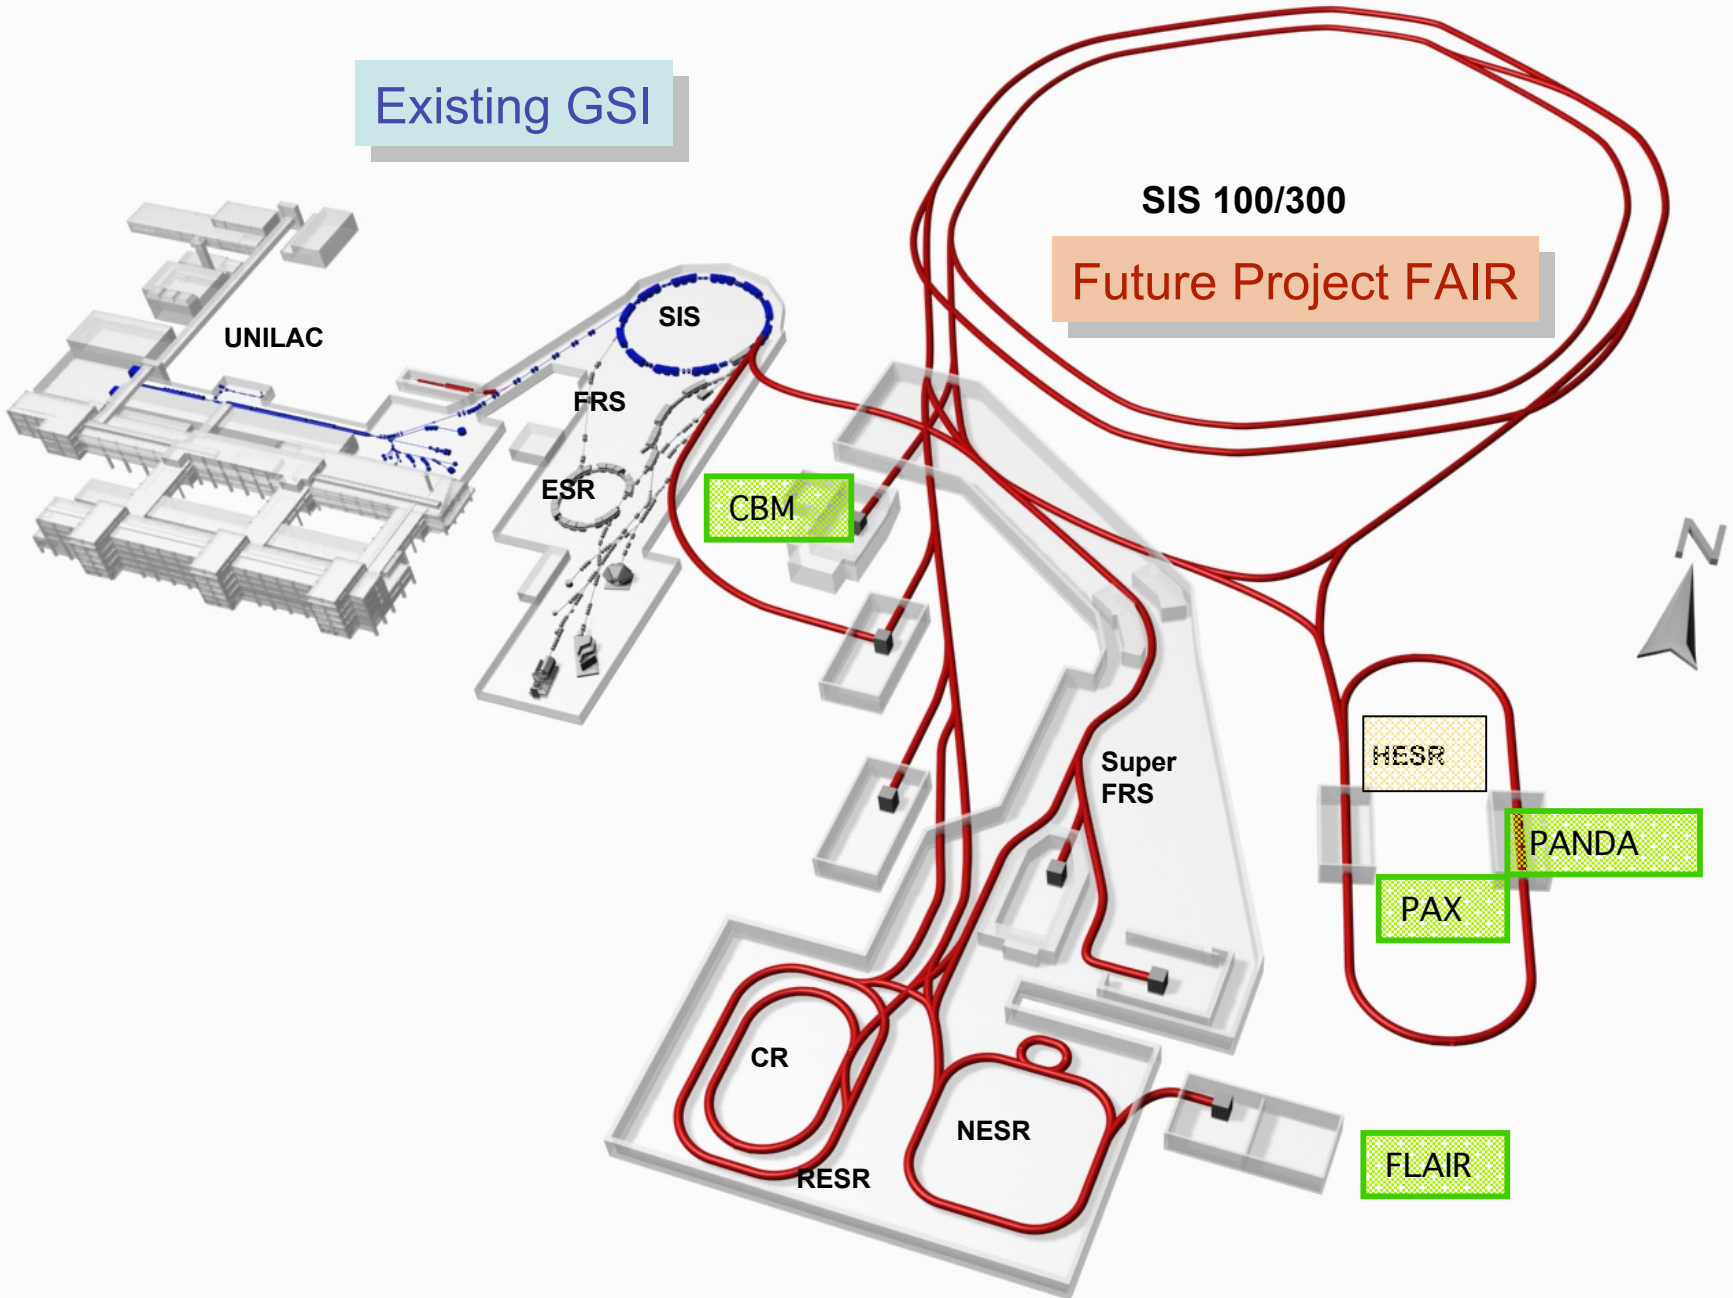 Existing GSI
SIS 100/300
Future Project FAIR
UNILAC
SIS
FRS
ESR
CBM
N
Super
FRS
HESR
PANDA
PAX
CR
NESR
RESR
FLAIR